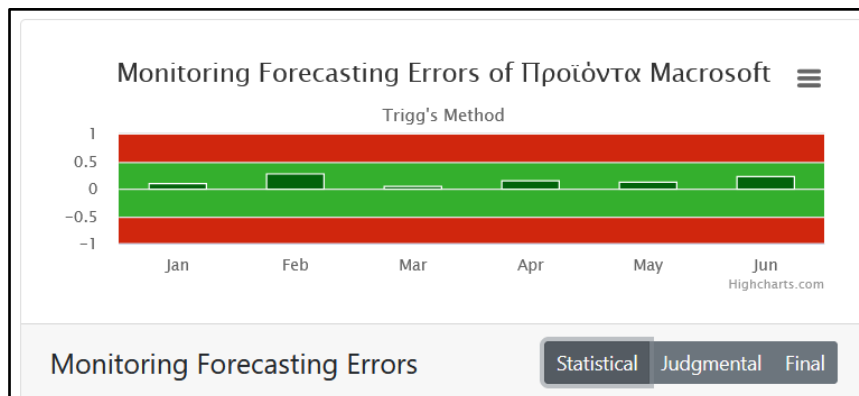 Monitoring Forecasting Errors of Προϊόντα Macrosoft
Trigg's Method
1
0.5
0
−0.5
−1
Jan Feb Mar Apr May Jun
Highcharts.com
Monitoring Forecasting Errors
Statistical Judgmental Final